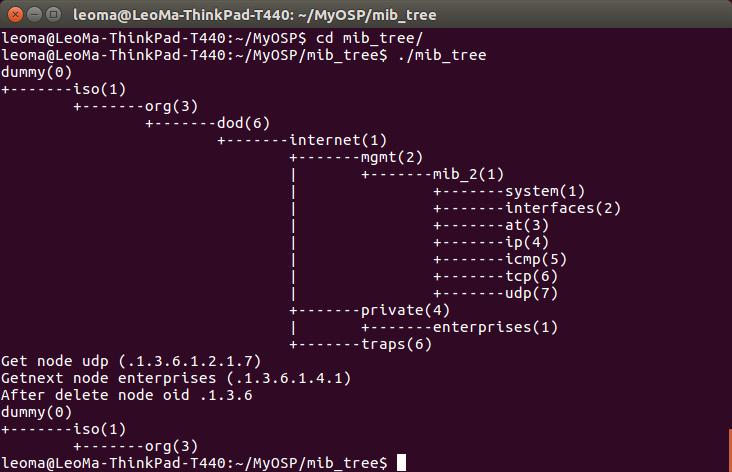 leoma@LeoMa-ThinkPad-T440: ~/MyOSP/mib_tree
leoma@LeoMa-ThinkPad-T440:~/MyOSP$ cd mib_tree/
leoma@LeoMa-ThinkPad-T440:~/MyOSP/mib_tree$ ./mib_tree
dummy(0)
+-------iso(1)
        +-------org(3)
                +-------dod(6)
                        +-------internet(1)
                                +-------mgmt(2)
                                |       +-------mib_2(1)
                                |               +-------system(1)
                                |               +-------interfaces(2)
                                |               +-------at(3)
                                |               +-------ip(4)
                                |               +-------icmp(5)
                                |               +-------tcp(6)
                                |               +-------udp(7)
                                +-------private(4)
                                |       +-------enterprises(1)
                                +-------traps(6)
Get node udp (.1.3.6.1.2.1.7)
Getnext node enterprises (.1.3.6.1.4.1)
After delete node oid .1.3.6
dummy(0)
+-------iso(1)
        +-------org(3)
leoma@LeoMa-ThinkPad-T440:~/MyOSP/mib_tree$